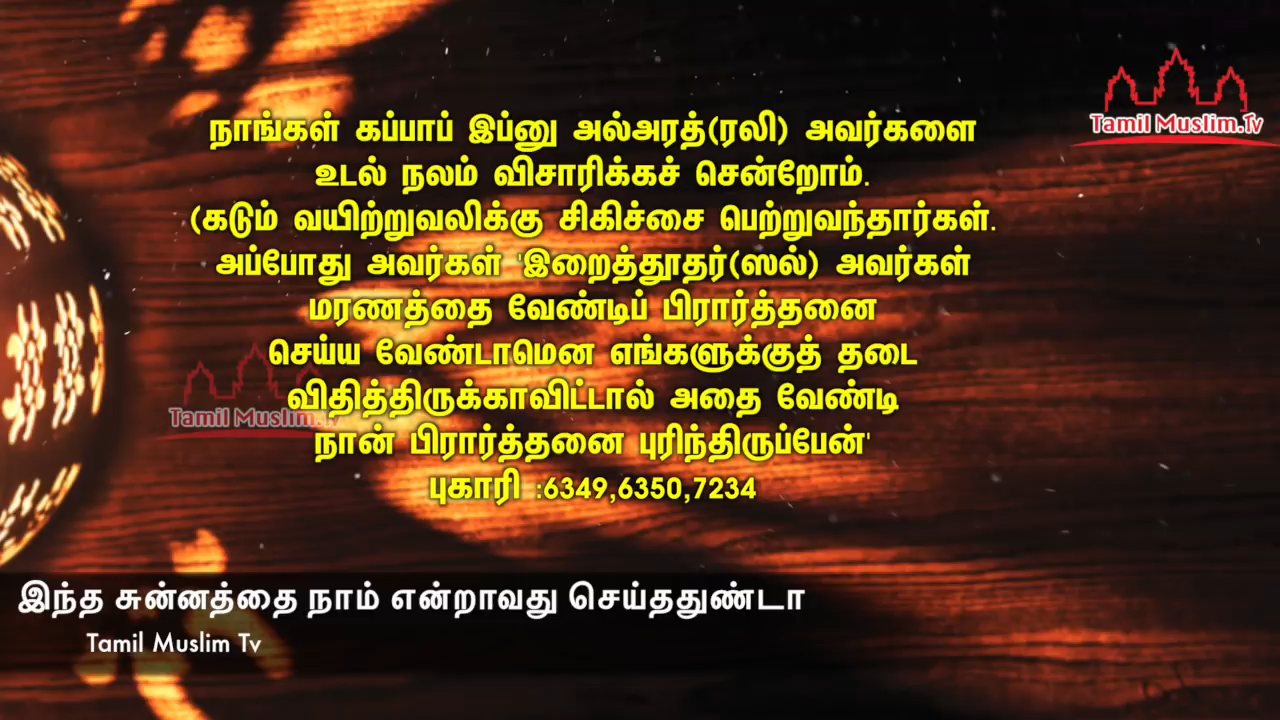 Tamil Muslim.Tv
நாங்கள் கப்பாப் இப்னு அல்அரத்(ரலி) அவர்களை
உடல் நலம் விசாரிக்கச் சென்றோம்.
(கடும் வயிற்றுவலிக்கு சிகிச்சை பெற்றுவந்தார்கள்.
அப்போது அவர்கள் 'இறைத்தூதர்(ஸல்) அவர்கள்
மரணத்தை வேண்டிப் பிரார்த்தனை
செய்ய வேண்டாமென எங்களுக்குத் தடை
விதித்திருக்காவிட்டால் அதை வேண்டி
Tamil Muslim.Tv
நான் பிரார்த்தனை புரிந்திருப்பேன்'
புகாரி :6349,6350,7234
இந்த சுன்னத்தை நாம் என்றாவது செய்ததுண்டா
Tamil Muslim Tv